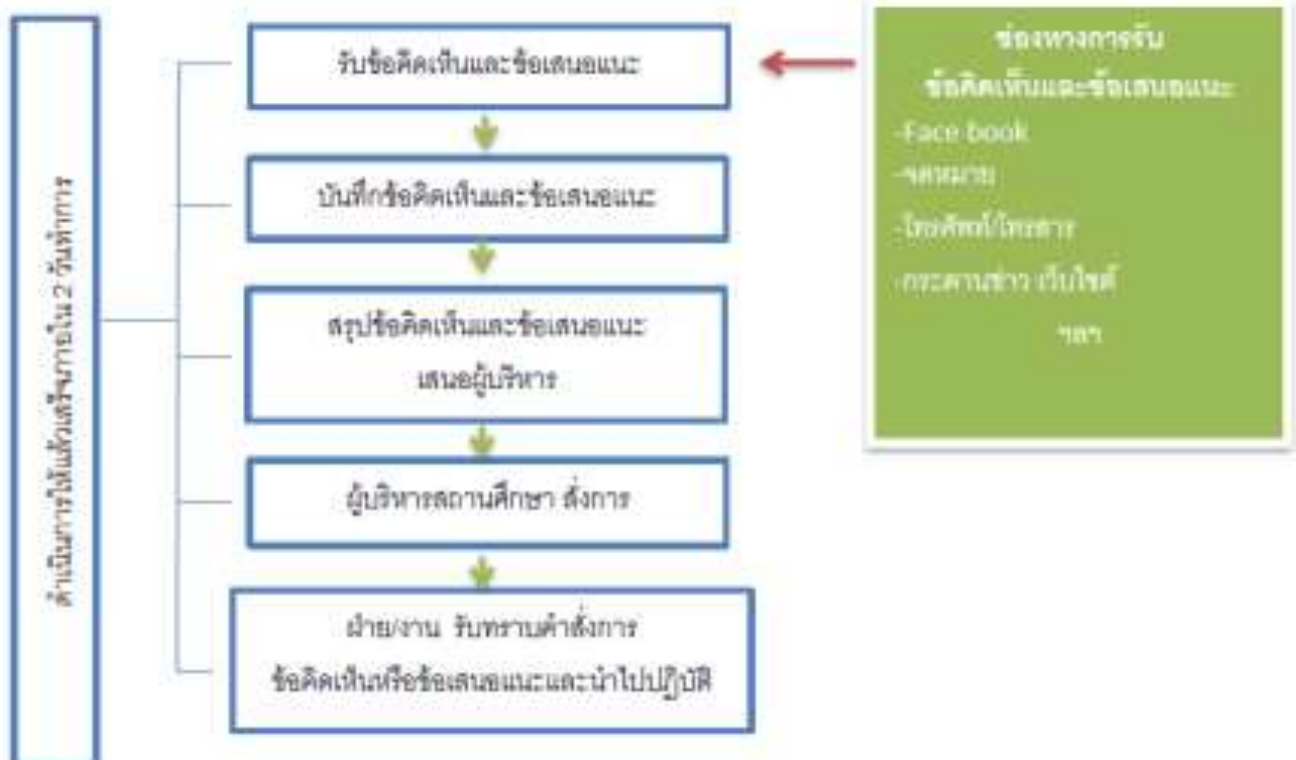 ดำเนินการให้แล้วเสร็จภายใน 2 วันทำการ
รับข้อคิดเห็นและข้อเสนอแนะ
บันทึกข้อคิดเห็นและข้อเสนอแนะ
สรุปข้อคิดเห็นและข้อเสนอแนะ
เสนอผู้บริหาร
ผู้บริหารสถานศึกษา สั่งการ
ฝ่าย/งาน รับทราบคำสั่งการ
ข้อคิดเห็นหรือข้อเสนอแนะและนำไปปฏิบัติ
ช่องทางการรับ
ข้อคิดเห็นและข้อเสนอแนะ
-Face book
-จดหมาย
-โทรศัพท์/โทรสาร
-กระดานข่าว เว็บไซต์
ฯลฯ